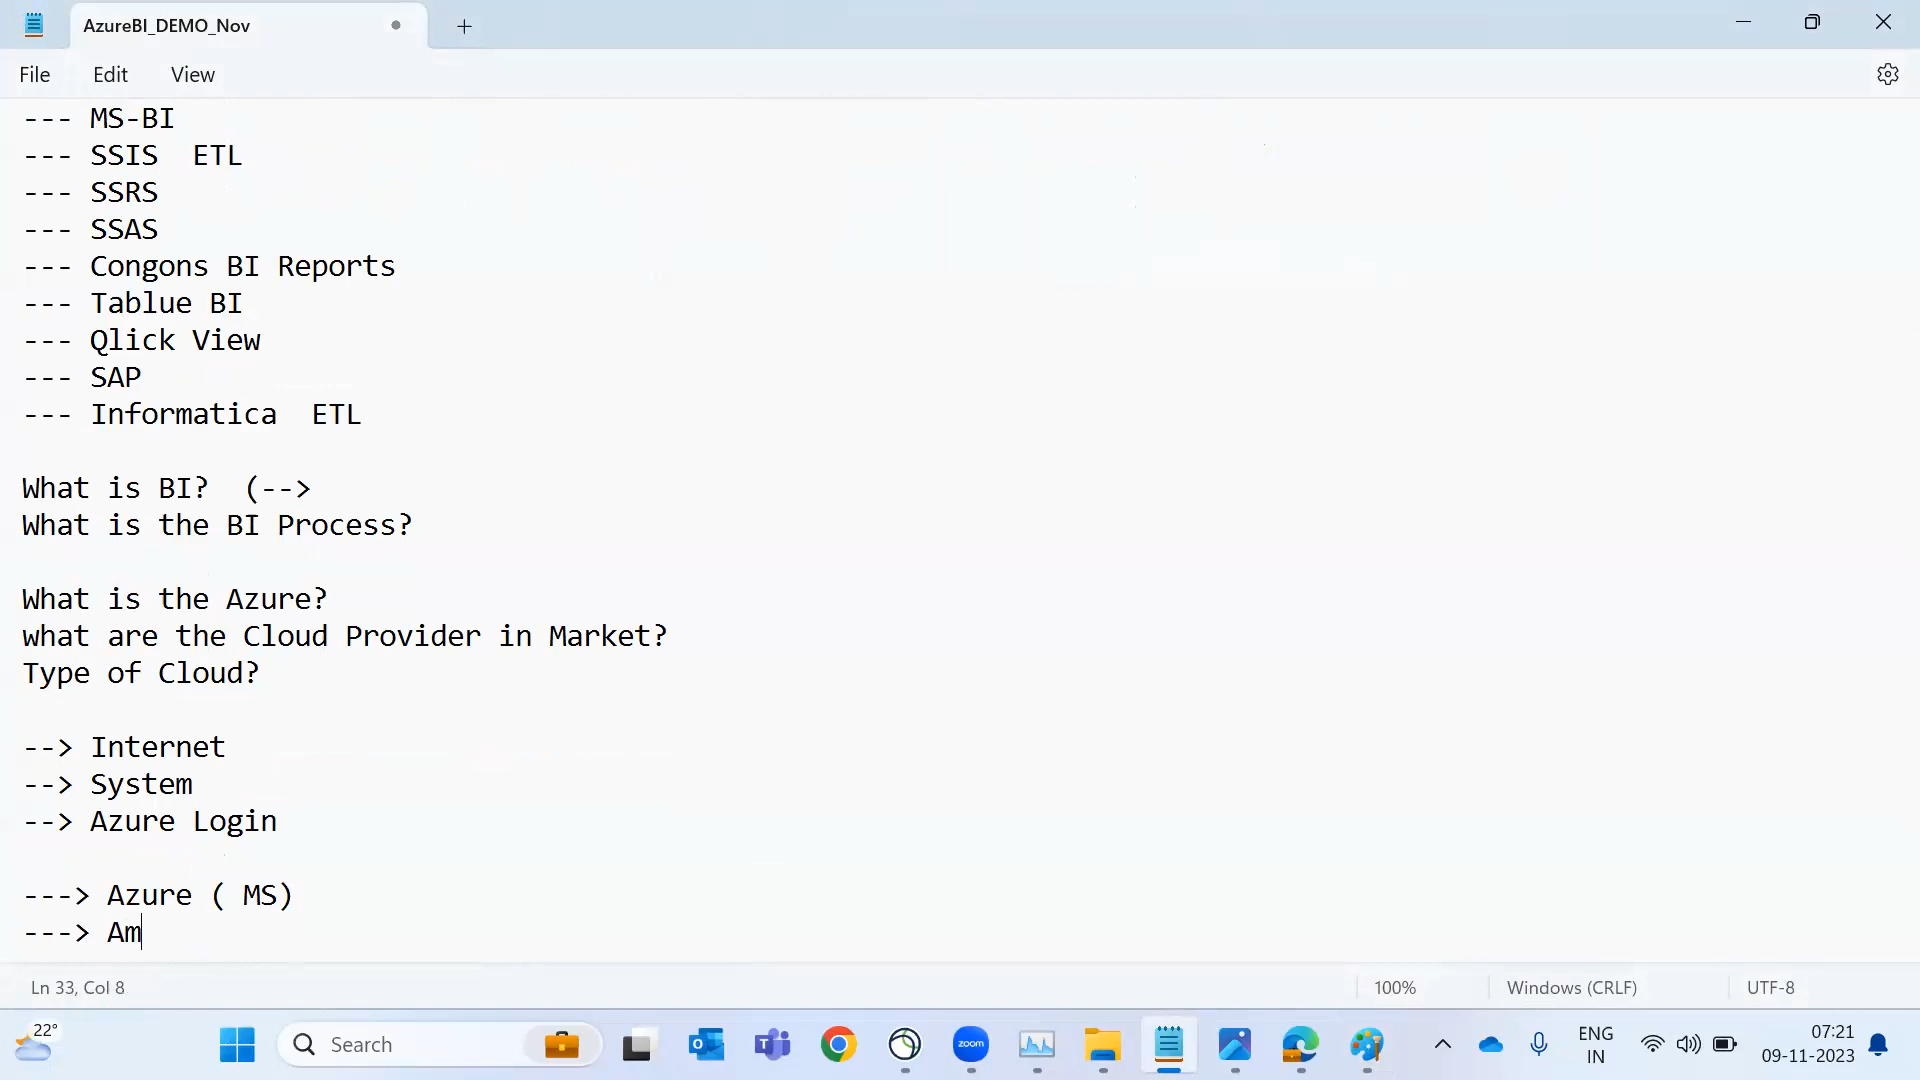 AzureBI_DEMO_Nov
File Edit View
--- MS-BI
--- SSIS  ETL
--- SSRS
--- SSAS
--- Congons BI Reports
--- Tablue BI
--- Qlick View
--- SAP
--- Informatica  ETL
What is BI?  (-->
What is the BI Process?
What is the Azure?
what are the Cloud Provider in Market?
Type of Cloud?
--> Internet
--> System
--> Azure Login
---> Azure ( MS)
---> Am
Ln 33, Col 8 100% Windows (CRLF) UTF-8
22° Search zoom ENG 07:21
IN 09-11-2023